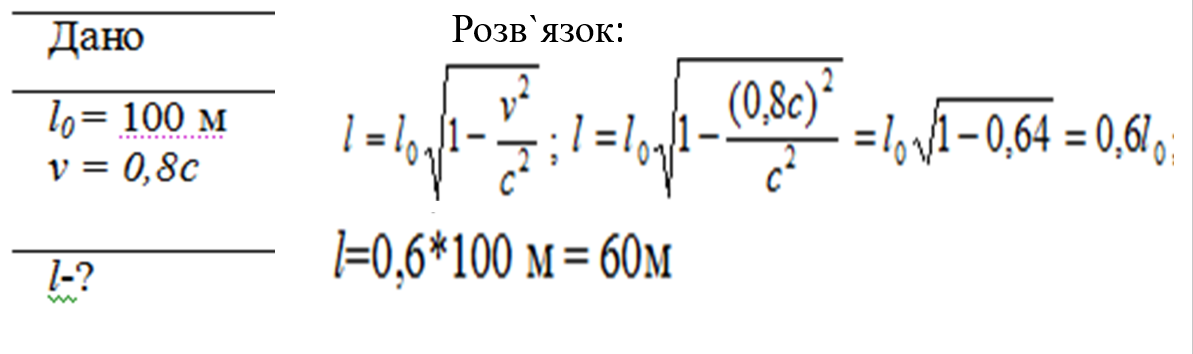 Дано
l₀ = 100 м
v = 0,8c
l-?
Розв`язок:
l = l₀√(1 − v²/c²) ; l = l₀√(1 − (0,8c)²/c²) = l₀√(1 − 0,64) = 0,6l₀;
l=0,6*100 м = 60м